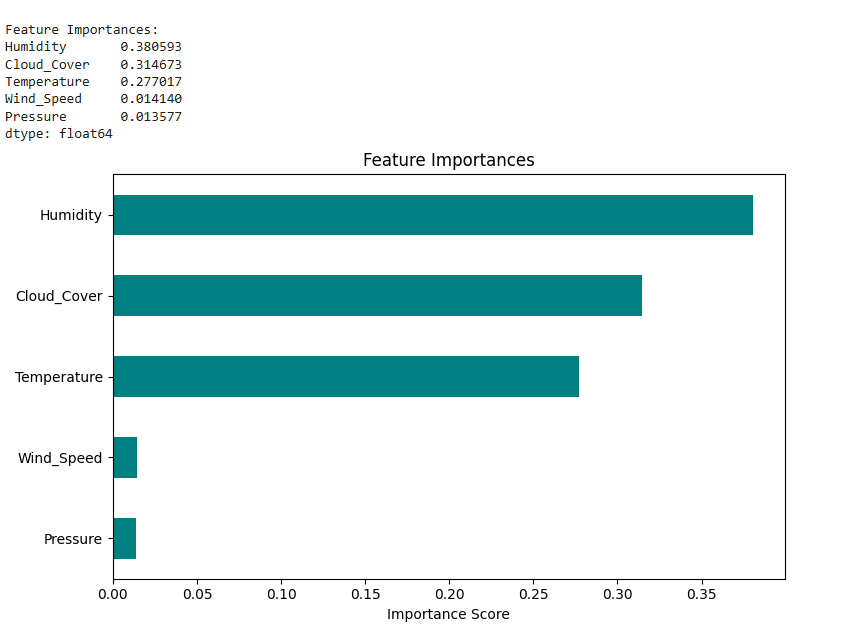 Feature Importances:
Humidity       0.380593
Cloud_Cover    0.314673
Temperature    0.277017
Wind_Speed     0.014140
Pressure       0.013577
dtype: float64
Feature Importances
Humidity
Cloud_Cover
Temperature
Wind_Speed
Pressure
0.00 0.05 0.10 0.15 0.20 0.25 0.30 0.35
Importance Score